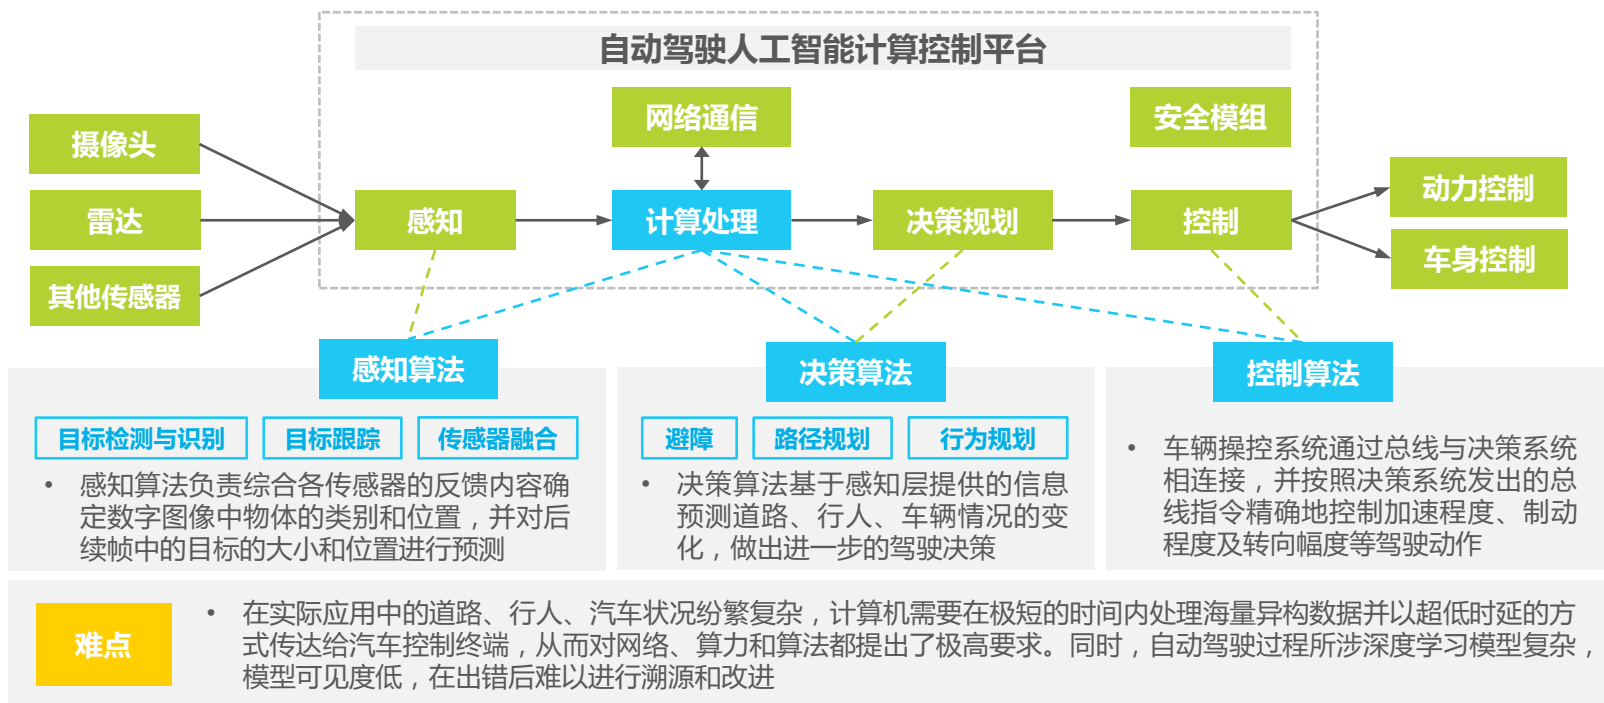 自动驾驶人工智能计算控制平台
网络通信
安全模组
摄像头
雷达
其他传感器
感知
计算处理
决策规划
控制
动力控制
车身控制
感知算法
目标检测与识别
目标跟踪
传感器融合
• 感知算法负责综合各传感器的反馈内容确
定数字图像中物体的类别和位置，并对后
续帧中的目标的大小和位置进行预测
决策算法
避障
路径规划
行为规划
• 决策算法基于感知层提供的信息
预测道路、行人、车辆情况的变
化，做出进一步的驾驶决策
控制算法
• 车辆操控系统通过总线与决策系统
相连接，并按照决策系统发出的总
线指令精确地控制加速程度、制动
程度及转向幅度等驾驶动作
难点
• 在实际应用中的道路、行人、汽车状况纷繁复杂，计算机需要在极短的时间内处理海量异构数据并以超低时延的方
式传达给汽车控制终端，从而对网络、算力和算法都提出了极高要求。同时，自动驾驶过程所涉深度学习模型复杂，
模型可见度低，在出错后难以进行溯源和改进